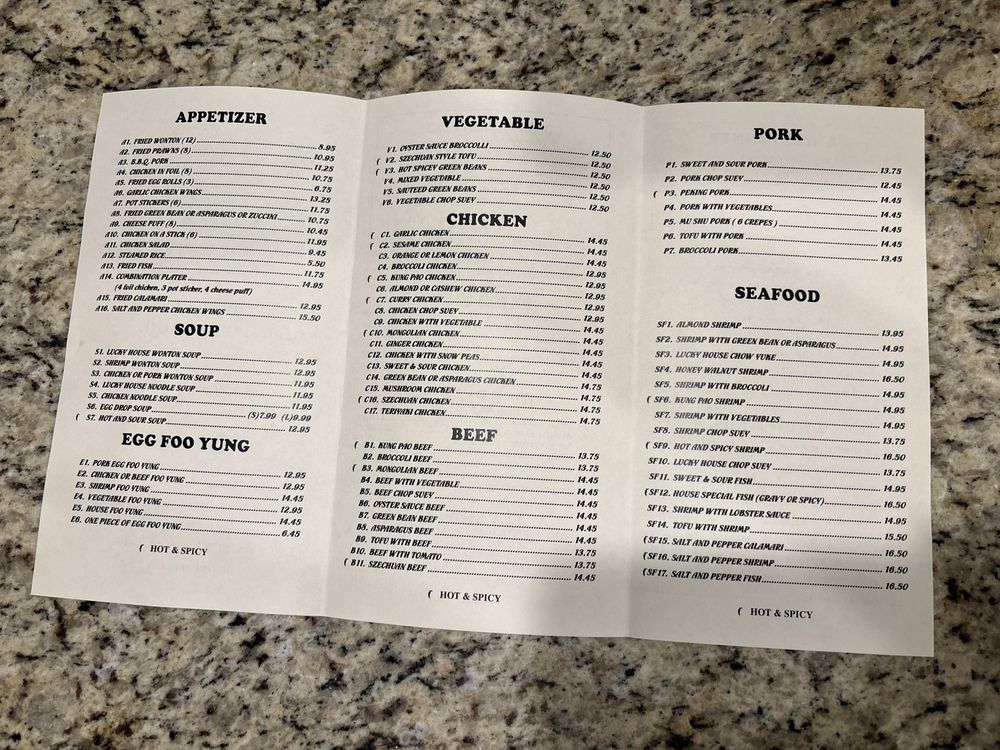 APPETIZER
A1. FRIED WONTON (12) 8.95
A2. FRIED PRAWNS (8) 10.95
A3. B.B.Q. PORK 11.25
A4. CHICKEN IN FOIL (8) 10.75
A5. FRIED EGG ROLLS (3) 6.75
A6. GARLIC CHICKEN WINGS 13.25
A7. POT STICKERS (6) 11.75
A8. FRIED GREEN BEAN OR ASPARAGUS OR ZUCCINI 10.75
A9. CHEESE PUFF (8) 10.45
A10. CHICKEN ON A STICK (6) 11.95
A11. CHICKEN SALAD 9.45
A12. STEAMED RICE 5.50
A13. FRIED FISH 11.75
A14. COMBINATION PLATER 14.95
(4 foil chicken, 3 pot sticker, 4 cheese puff)
A15. FRIED CALAMARI 12.95
A16. SALT AND PEPPER CHICKEN WINGS 15.50
SOUP
S1. LUCKY HOUSE WONTON SOUP 12.95
S2. SHRIMP WONTON SOUP 12.95
S3. CHICKEN OR PORK WONTON SOUP 11.95
S4. LUCKY HOUSE NOODLE SOUP 11.95
S5. CHICKEN NOODLE SOUP 11.95
S6. EGG DROP SOUP (S)7.99 (L)9.99
( S7. HOT AND SOUR SOUP 12.95
EGG FOO YUNG
E1. PORK EGG FOO YUNG 12.95
E2. CHICKEN OR BEEF FOO YUNG 12.95
E3. SHRIMP FOO YUNG 14.45
E4. VEGETABLE FOO YUNG 12.95
E5. HOUSE FOO YUNG 14.45
E6. ONE PIECE OF EGG FOO YUNG 6.45
( HOT & SPICY
VEGETABLE
V1. OYSTER SAUCE BROCCOLLI 12.50
( V2. SZECHUAN STYLE TOFU 12.50
( V3. HOT SPICEY GREEN BEANS 12.50
V4. MIXED VEGETABLE 12.50
V5. SAUTEED GREEN BEANS 12.50
V6. VEGETABLE CHOP SUEY 12.50
CHICKEN
( C1. GARLIC CHICKEN 14.45
( C2. SESAME CHICKEN 14.45
C3. ORANGE OR LEMON CHICKEN 14.45
C4. BROCCOLI CHICKEN 12.95
( C5. KUNG PAO CHICKEN 12.95
C6. ALMOND OR CASHEW CHICKEN 12.95
( C7. CURRY CHICKEN 12.95
C8. CHICKEN CHOP SUEY 12.95
C9. CHICKEN WITH VEGETABLE 14.45
( C10. MONGOLIAN CHICKEN 14.45
C11. GINGER CHICKEN 14.45
C12. CHICKEN WITH SNOW PEAS 14.45
C13. SWEET & SOUR CHICKEN 14.45
C14. GREEN BEAN OR ASPARAGUS CHICKEN 14.75
C15. MUSHROOM CHICKEN 14.75
( C16. SZECHUAN CHICKEN 14.75
C17. TERIYAKI CHICKEN 14.75
BEEF
( B1. KUNG PAO BEEF 13.75
B2. BROCCOLI BEEF 13.75
( B3. MONGOLIAN BEEF 14.45
B4. BEEF WITH VEGETABLE 14.45
B5. BEEF CHOP SUEY 14.45
B6. OYSTER SAUCE BEEF 14.45
B7. GREEN BEAN BEEF 14.45
B8. ASPARAGUS BEEF 14.45
B9. TOFU WITH BEEF 13.75
B10. BEEF WITH TOMATO 13.75
( B11. SZECHUAN BEEF 14.45
( HOT & SPICY
PORK
P1. SWEET AND SOUR PORK 13.75
P2. PORK CHOP SUEY 12.45
( P3. PEKING PORK 14.45
P4. PORK WITH VEGETABLES 14.45
P5. MU SHU PORK ( 6 CREPES ) 14.45
P6. TOFU WITH PORK 14.45
P7. BROCCOLI PORK 13.45
SEAFOOD
SF1. ALMOND SHRIMP 13.95
SF2. SHRIMP WITH GREEN BEAN OR ASPARAGUS 14.95
SF3. LUCKY HOUSE CHOW YUKE 14.95
SF4. HONEY WALNUT SHRIMP 16.50
SF5. SHRIMP WITH BROCCOLI 14.95
( SF6. KUNG PAO SHRIMP 14.95
SF7. SHRIMP WITH VEGETABLES 14.95
SF8. SHRIMP CHOP SUEY 13.75
( SF9. HOT AND SPICY SHRIMP 16.50
SF10. LUCKY HOUSE CHOP SUEY 13.75
SF11. SWEET & SOUR FISH 14.95
( SF12. HOUSE SPECIAL FISH (GRAVY OR SPICY) 16.50
SF13. SHRIMP WITH LOBSTER SAUCE 14.95
SF14. TOFU WITH SHRIMP 15.50
( SF15. SALT AND PEPPER CALAMARI 16.50
( SF16. SALT AND PEPPER SHRIMP 16.50
( SF17. SALT AND PEPPER FISH 16.50
( HOT & SPICY